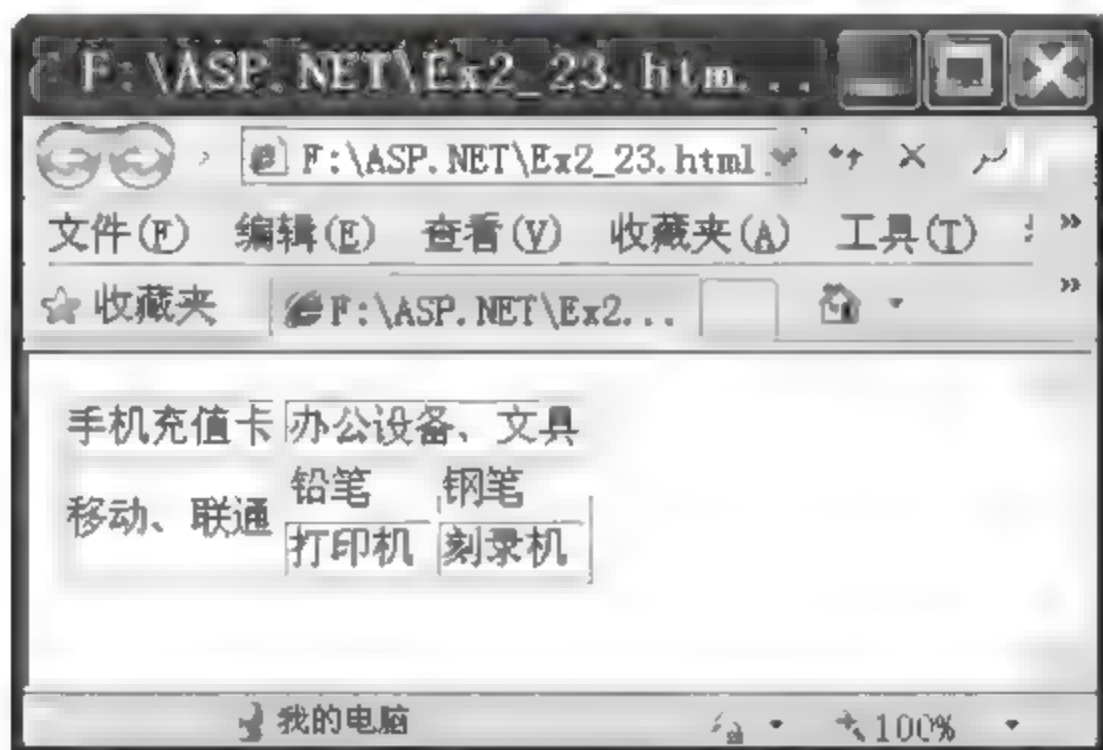 F:\ASP.NET\Ex2_23.htm...
F:\ASP.NET\Ex2_23.html
文件(F) 编辑(E) 查看(V) 收藏夹(A) 工具(T) »
收藏夹 F:\ASP.NET\Ex2... »
手机充值卡 办公设备、文具
移动、联通 铅笔 钢笔
打印机 刻录机
我的电脑 100%